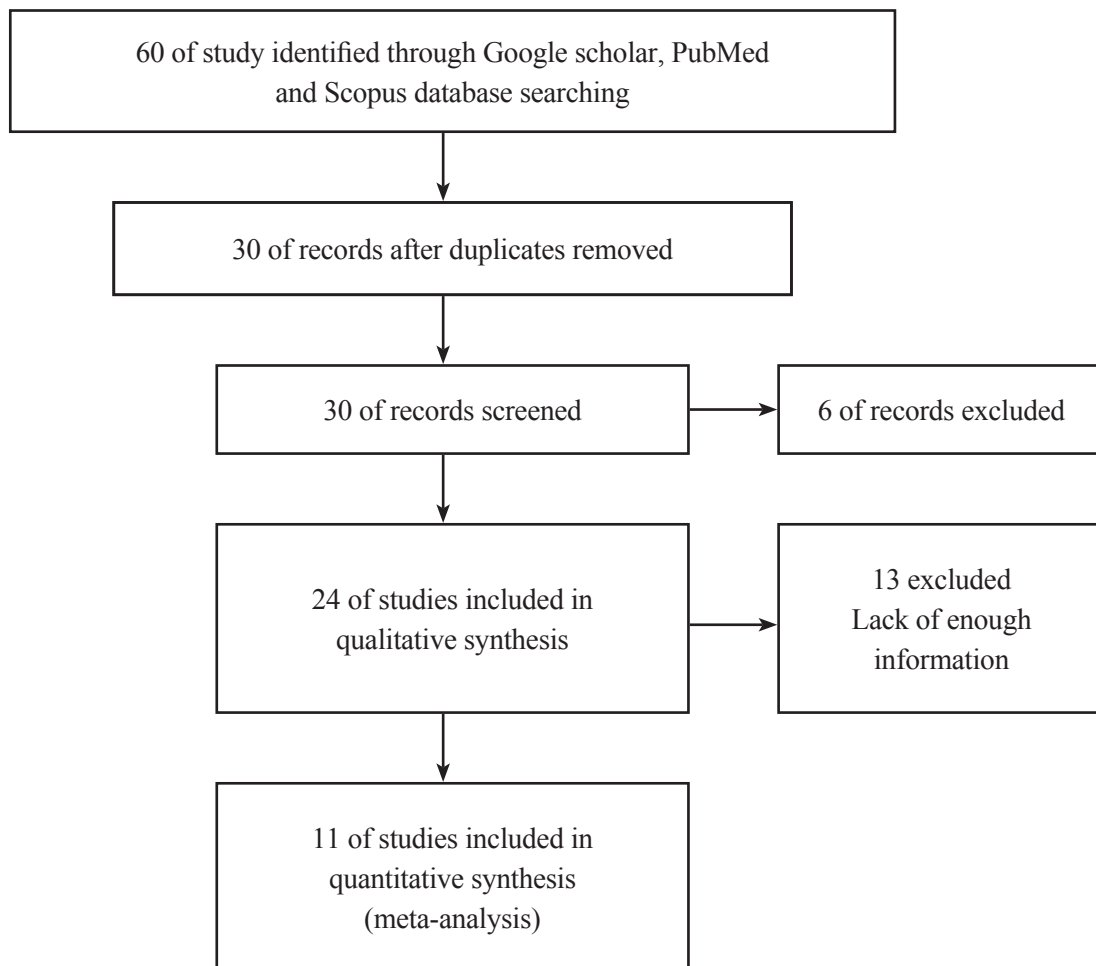 60 of study identified through Google scholar, PubMed
and Scopus database searching
30 of records after duplicates removed
30 of records screened
6 of records excluded
24 of studies included in
qualitative synthesis
13 excluded
Lack of enough
information
11 of studies included in
quantitative synthesis
(meta-analysis)